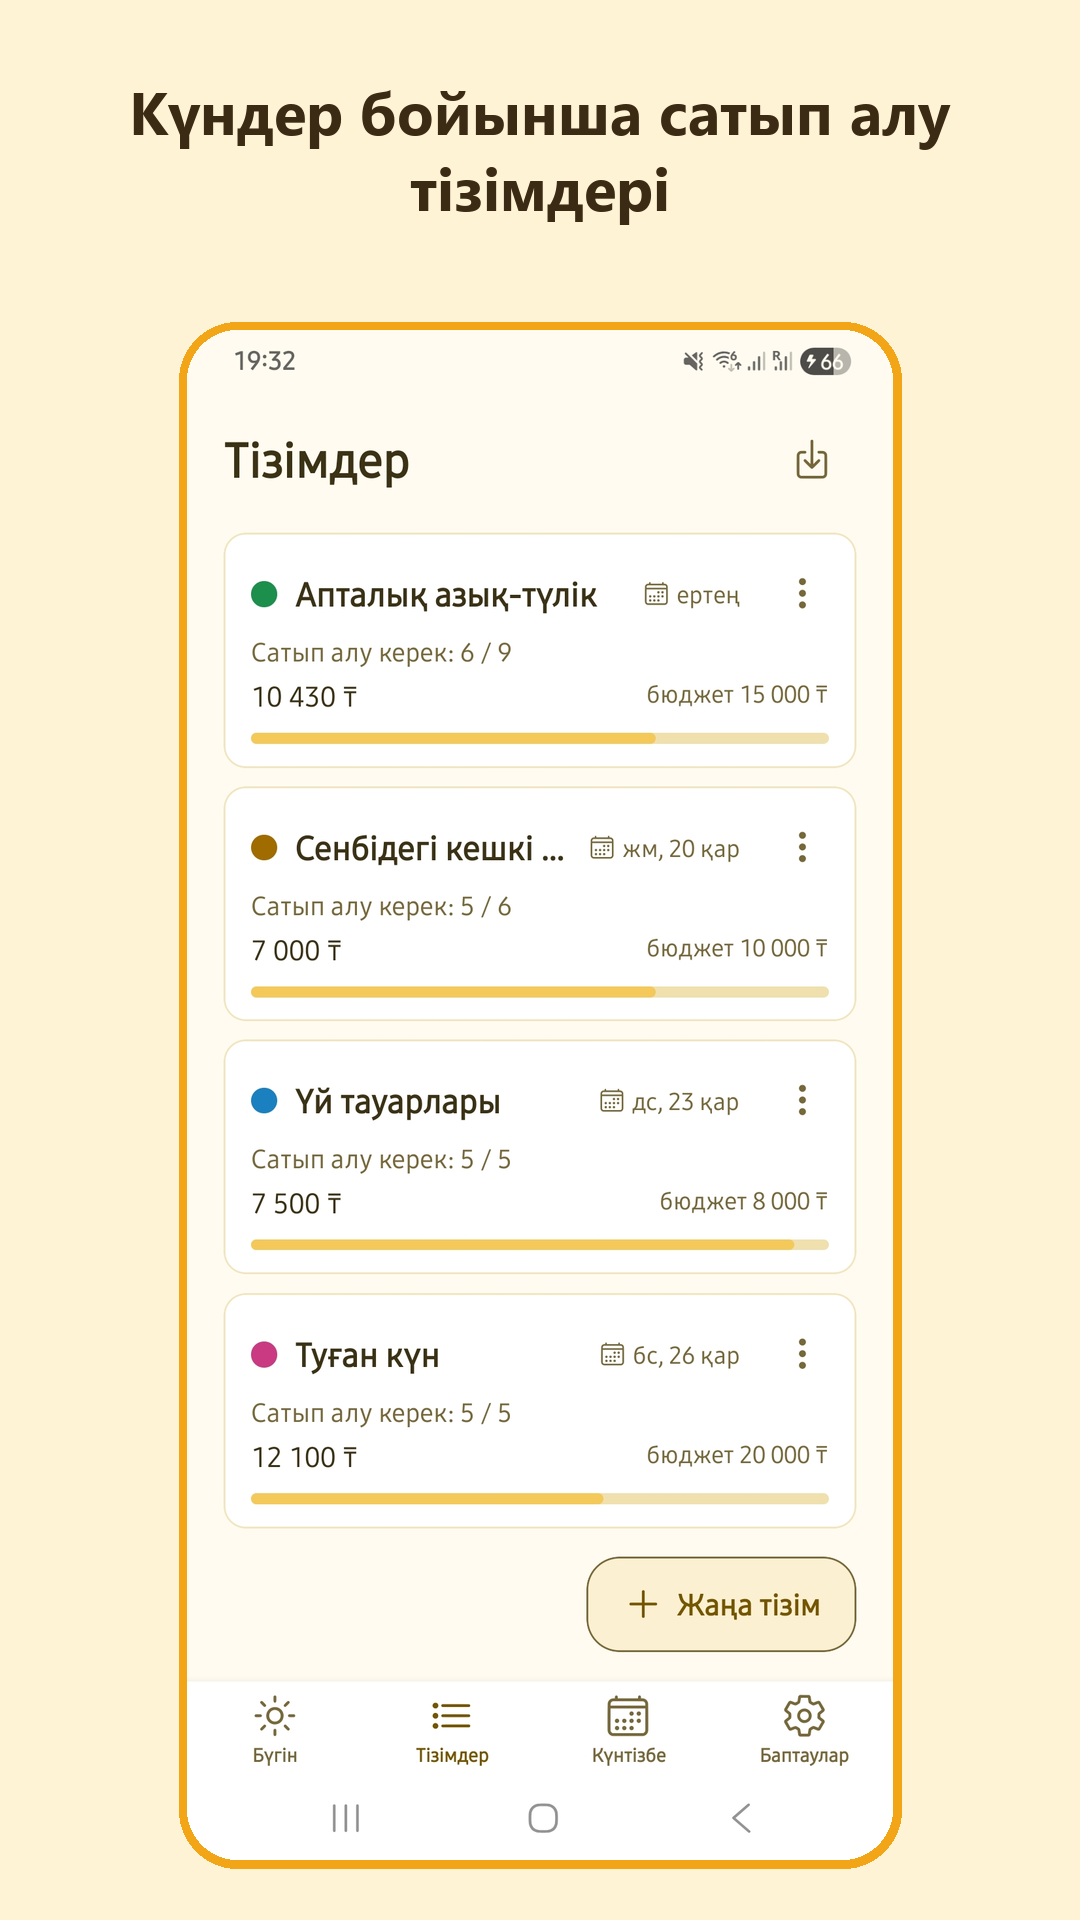 Күндер бойынша сатып алу
тізімдері
19:32
66
Тізімдер
Апталық азық-түлік
ертең
Сатып алу керек: 6 / 9
10 430 ₸
бюджет 15 000 ₸
Сенбідегі кешкі ...
жм, 20 қар
Сатып алу керек: 5 / 6
7 000 ₸
бюджет 10 000 ₸
Үй тауарлары
дс, 23 қар
Сатып алу керек: 5 / 5
7 500 ₸
бюджет 8 000 ₸
Туған күн
бс, 26 қар
Сатып алу керек: 5 / 5
12 100 ₸
бюджет 20 000 ₸
+ Жаңа тізім
Бүгін
Тізімдер
Күнтізбе
Баптаулар